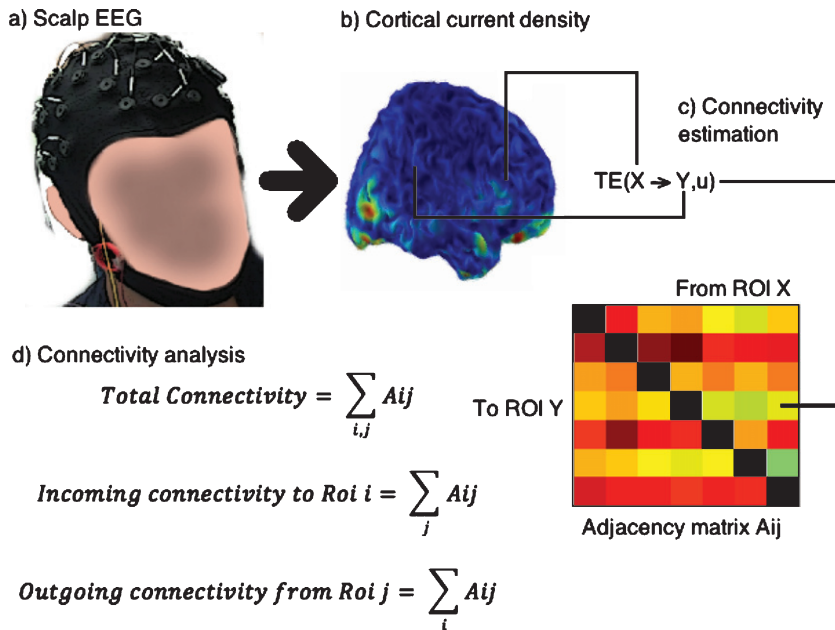 a) Scalp EEG
b) Cortical current density
c) Connectivity
estimation
TE(X → Y,u)
From ROI X
To ROI Y
Adjacency matrix Aij
d) Connectivity analysis
Total Connectivity = ∑ Aij
i,j
Incoming connectivity to Roi i = ∑ Aij
j
Outgoing connectivity from Roi j = ∑ Aij
i